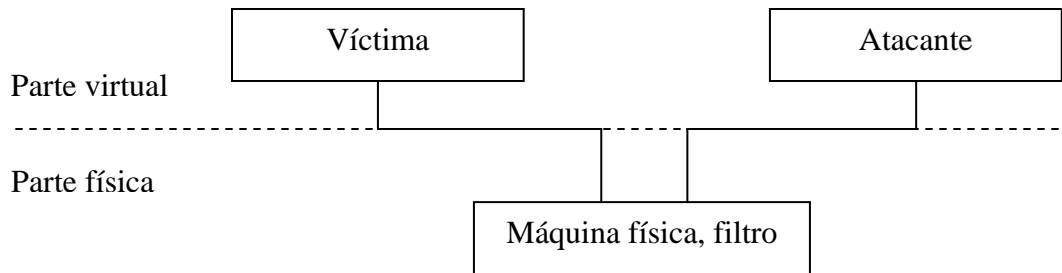 Víctima
Atacante
Parte virtual
Parte física
Máquina física, filtro